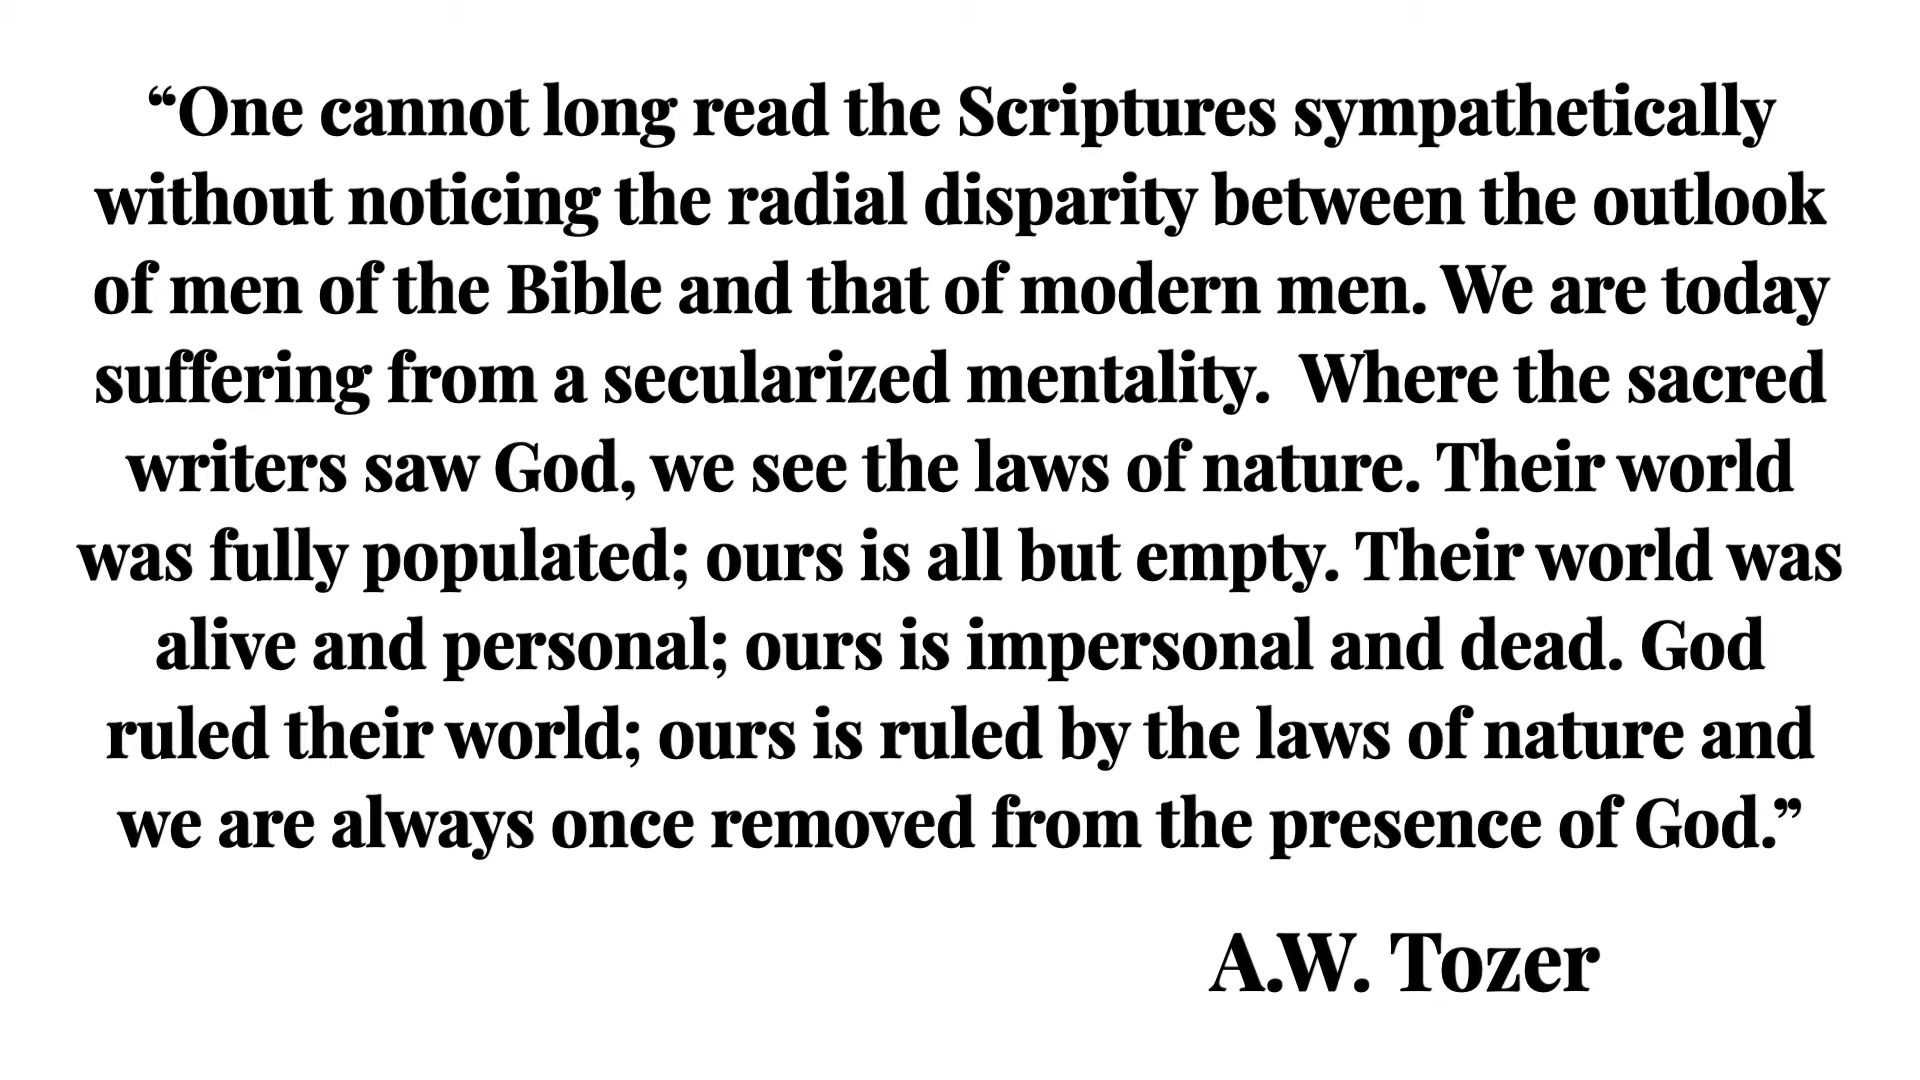 “One cannot long read the Scriptures sympathetically
without noticing the radial disparity between the outlook
of men of the Bible and that of modern men. We are today
suffering from a secularized mentality.  Where the sacred
writers saw God, we see the laws of nature. Their world
was fully populated; ours is all but empty. Their world was
alive and personal; ours is impersonal and dead. God
ruled their world; ours is ruled by the laws of nature and
we are always once removed from the presence of God.”
A.W. Tozer